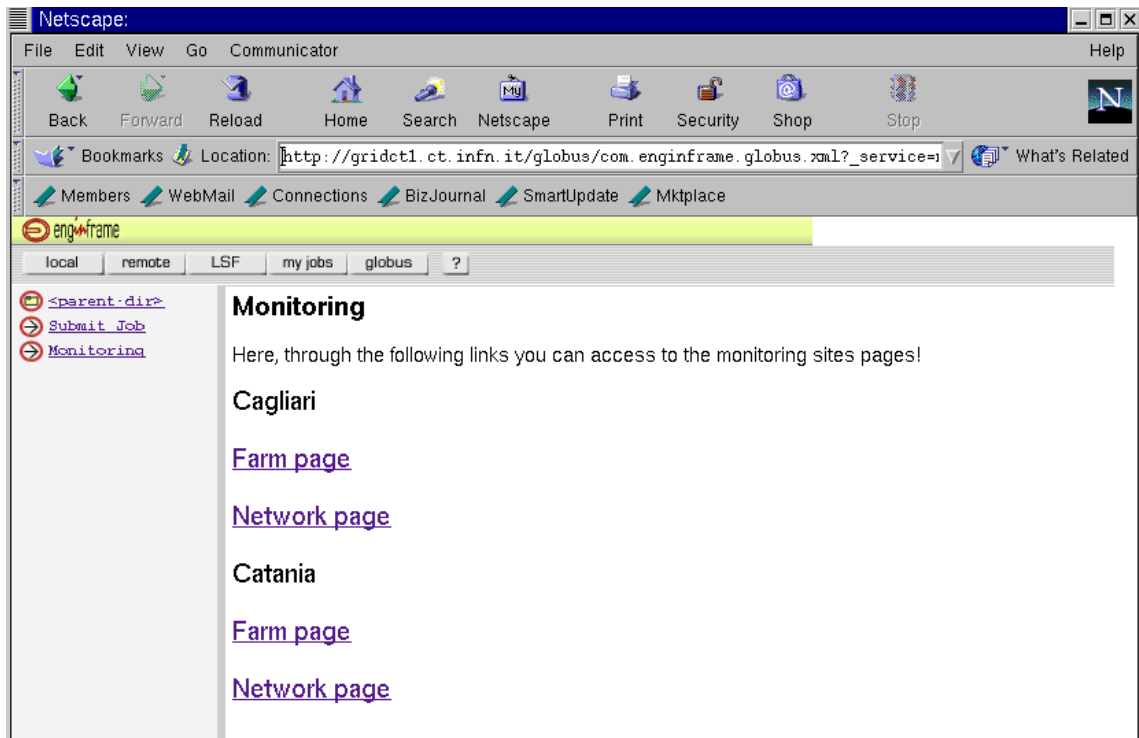 Netscape:
File Edit View Go Communicator Help
Back Forward Reload Home Search Netscape Print Security Shop Stop
My
N
Bookmarks Location: http://gridct1.ct.infn.it/globus/com.enginframe.globus.xml?_service= What's Related
Members WebMail Connections BizJournal SmartUpdate Mktplace
enginframe
local remote LSF my jobs globus ?
<parent-dir>
Submit Job
Monitoring
Monitoring
Here, through the following links you can access to the monitoring sites pages!
Cagliari
Farm page
Network page
Catania
Farm page
Network page